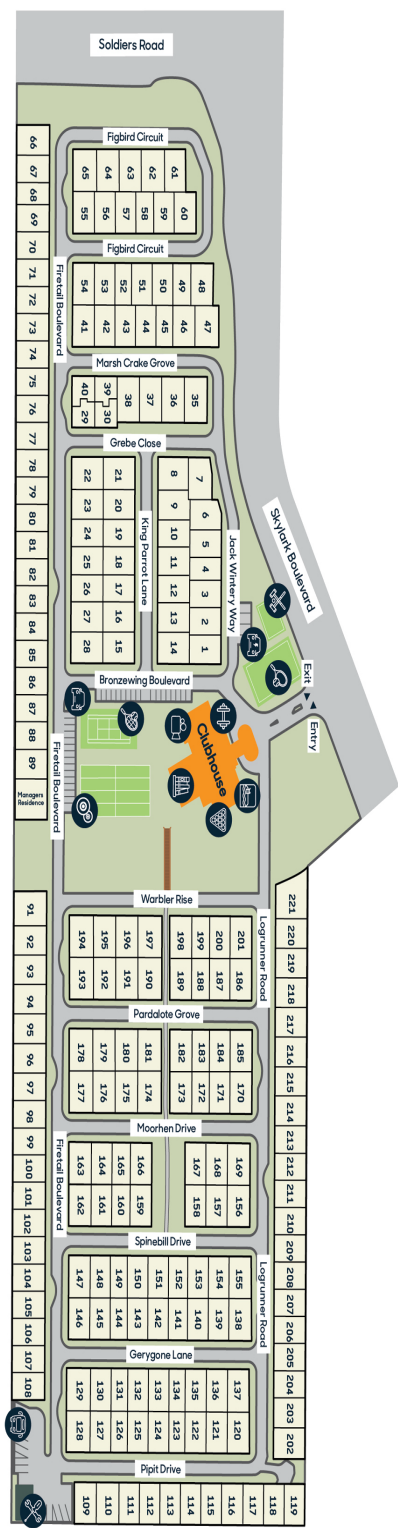 Soldiers Road
Figbird Circuit
66
67
68
69
70
71
72
73
74
75
76
77
78
79
80
81
82
83
84
85
86
87
88
89
Managers
Residence
65 64 63 62 61
55 56 57 58 59 60
Figbird Circuit
Firetail Boulevard
54 53 52 51 50 49 48
41 42 43 44 45 46 47
Marsh Crake Grove
40 39 38 37 36 35
29 30
Grebe Close
22 21
23 20
24 19
25 18
26 17
27 16
28 15
King Parrot Lane
8 7
9 6
10 5
11 4
12 3
13 2
14 1
Jack Wintery Way
Skylark Boulevard
Exit
Entry
Bronzewing Boulevard
Clubhouse
Firetail Boulevard
Warbler Rise
91
92
93
94
95
96
97
98
99
100
101
102
103
104
105
106
107
108
194 195 196 197 198 199 200 201
193 192 191 190 189 188 187 186
Logrunner Road
Pardalote Grove
178 179 180 181 182 183 184 185
177 176 175 174 173 172 171 170
Moorhen Drive
Firetail Boulevard
163 164 165 166 167 168 169
162 161 160 159 158 157 156
Spinebill Drive
147 148 149 150 151 152 153 154 155
146 145 144 143 142 141 140 139 138
Logrunner Road
Gerygone Lane
129 130 131 132 133 134 135 136 137
128 127 126 125 124 123 122 121 120
Pipit Drive
109 110 111 112 113 114 115 116 117 118 119
221
220
219
218
217
216
215
214
213
212
211
210
209
208
207
206
205
204
203
202